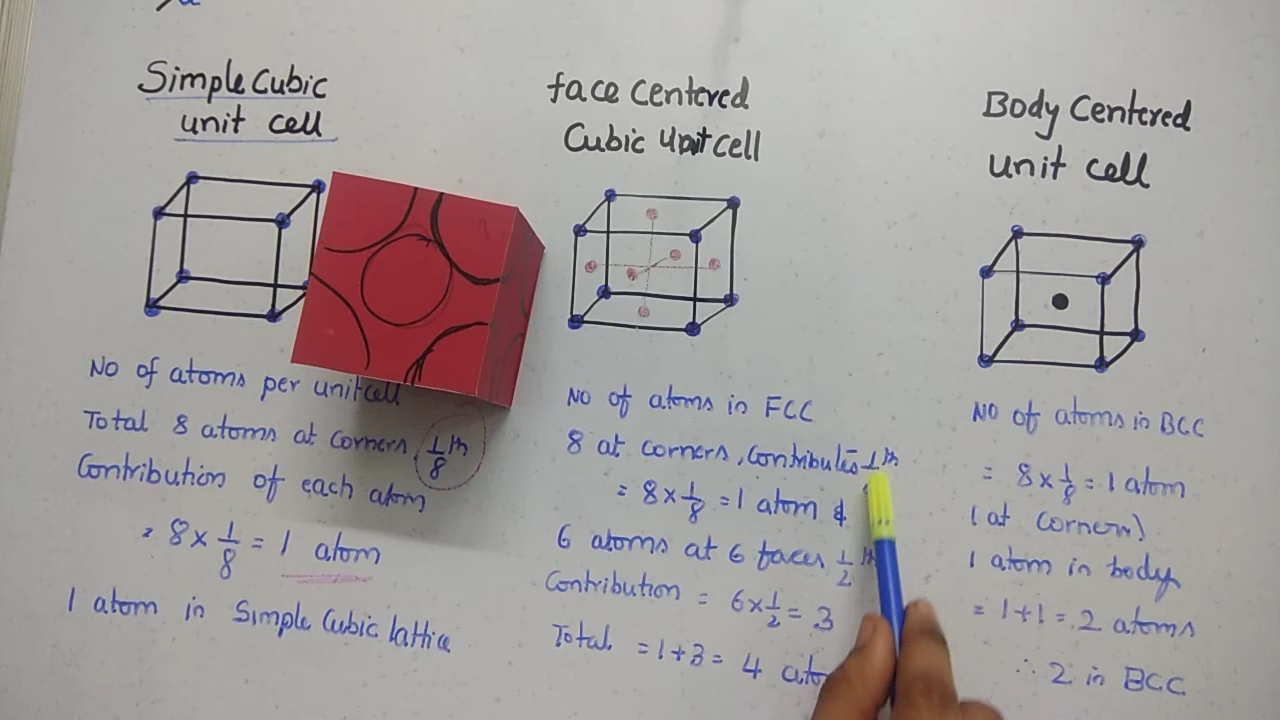 Simple Cubic
unit cell
No of atoms per unitcell
Total 8 atoms at corners 1/8 th
Contribution of each atom
= 8 × 1/8 = 1 atom
1 atom in Simple Cubic lattice
face centered
Cubic unit cell
No of atoms in FCC
8 at corners, contributes 1/8 th
= 8 × 1/8 = 1 atom &
6 atoms at 6 faces 1/2 th
Contribution = 6 × 1/2 = 3
Total = 1 + 3 = 4
Body Centered
unit cell
No of atoms in BCC
= 8 × 1/8 = 1 atom
(at corners)
1 atom in body
= 1 + 1 = 2 atoms
∴ 2 in BCC